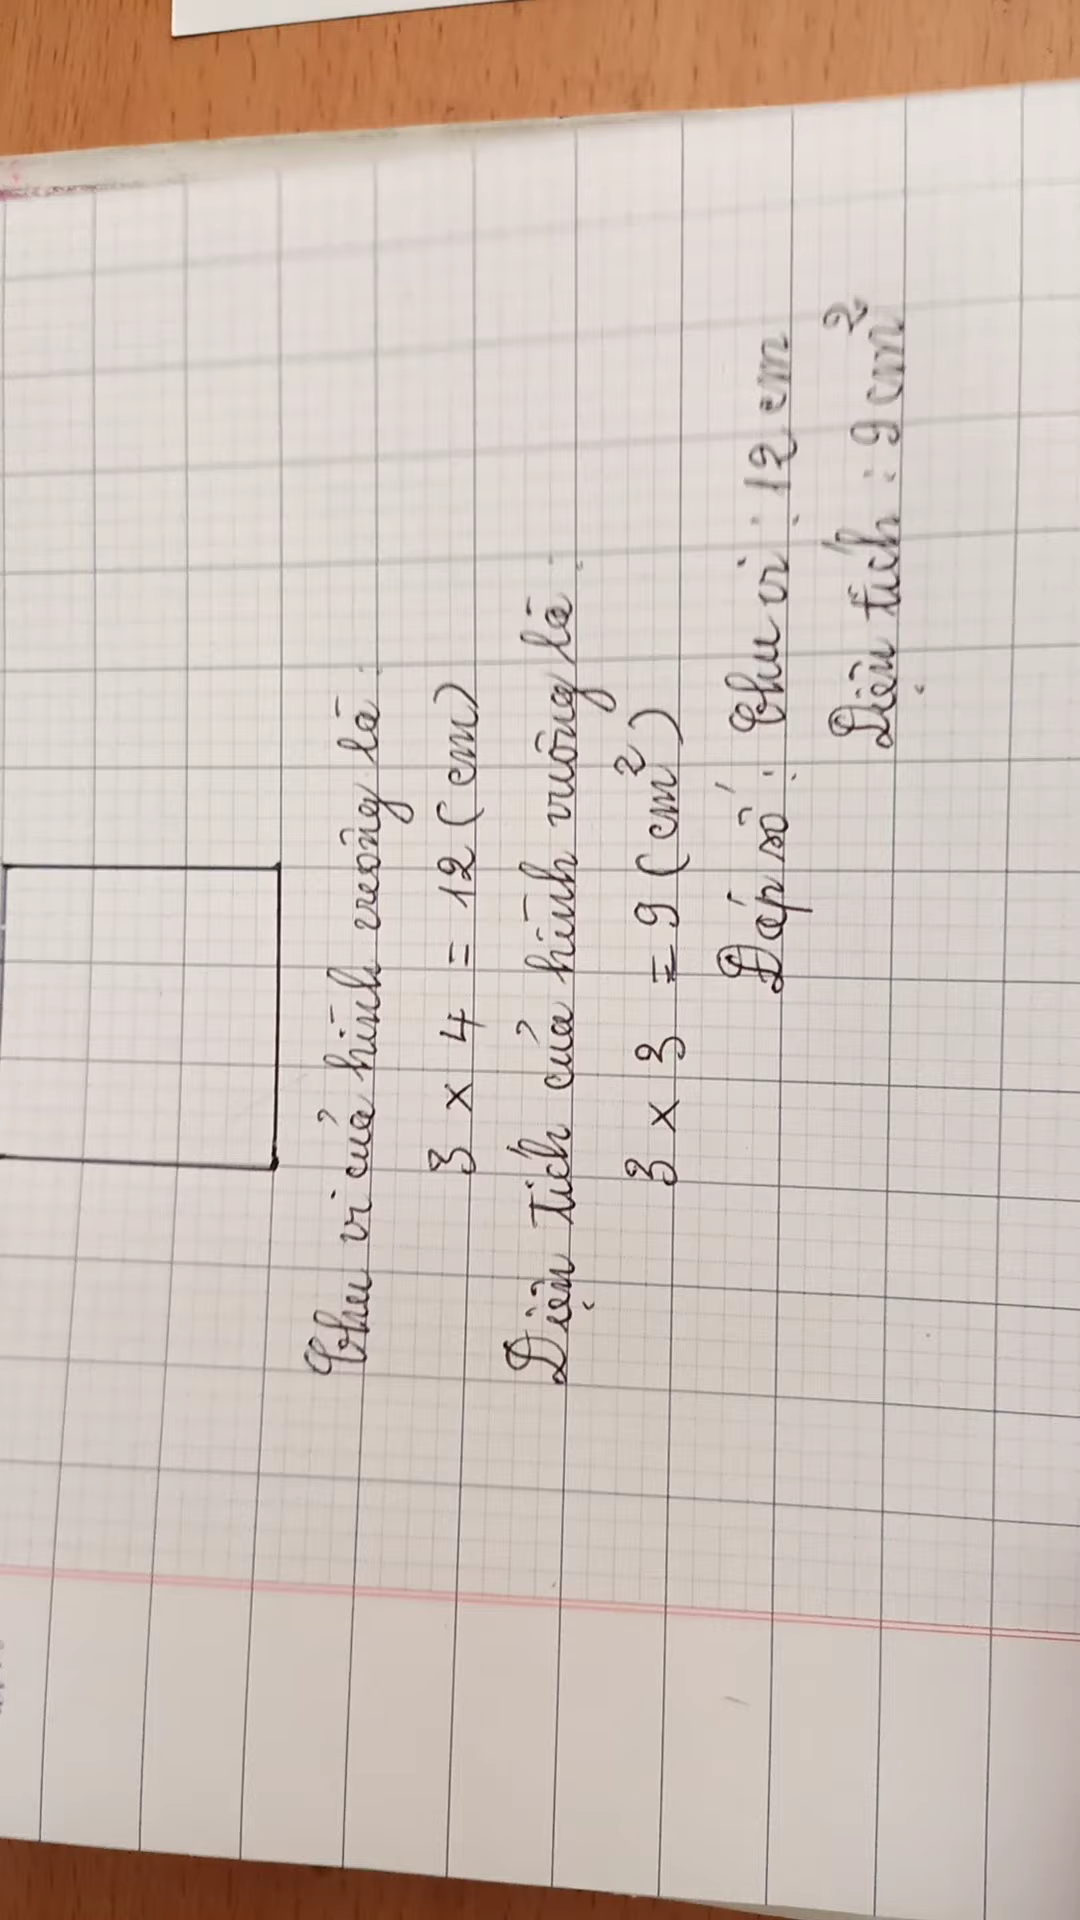 Chu vi của hình vuông là :
3 × 4 = 12 (cm)
Diện tích của hình vuông là :
3 × 3 = 9 (cm²)
Đáp số : Chu vi : 12 cm
Diện tích : 9 cm²